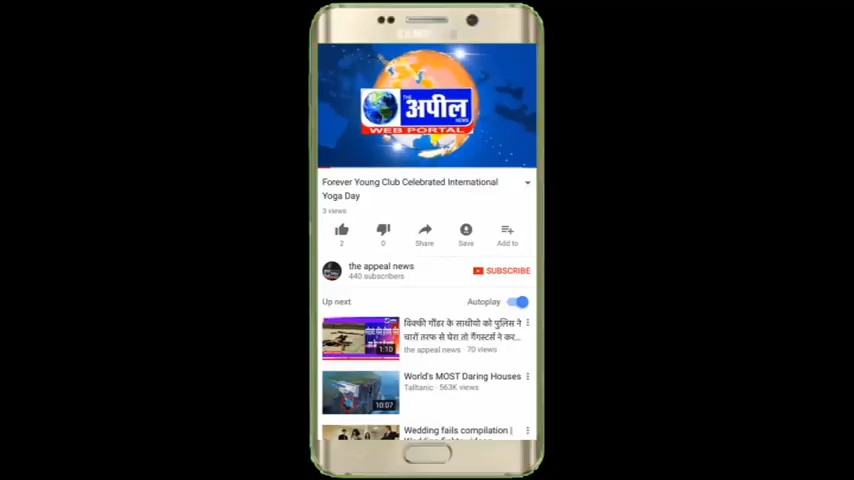 SAMSUNG
THE
अपील
NEWS
WEB PORTAL
Forever Young Club Celebrated International
Yoga Day
3 views
2
0
Share
Save
Add to
the appeal news
440 subscribers
SUBSCRIBE
Up next
Autoplay
विक्की गौंडर के साथीयो को पुलिस ने
चारों तरफ से घेरा तो गैंगस्टर्स ने कर...
the appeal news · 70 views
1:10
World's MOST Daring Houses
Talltanic · 563K views
10:07
Wedding fails compilation |